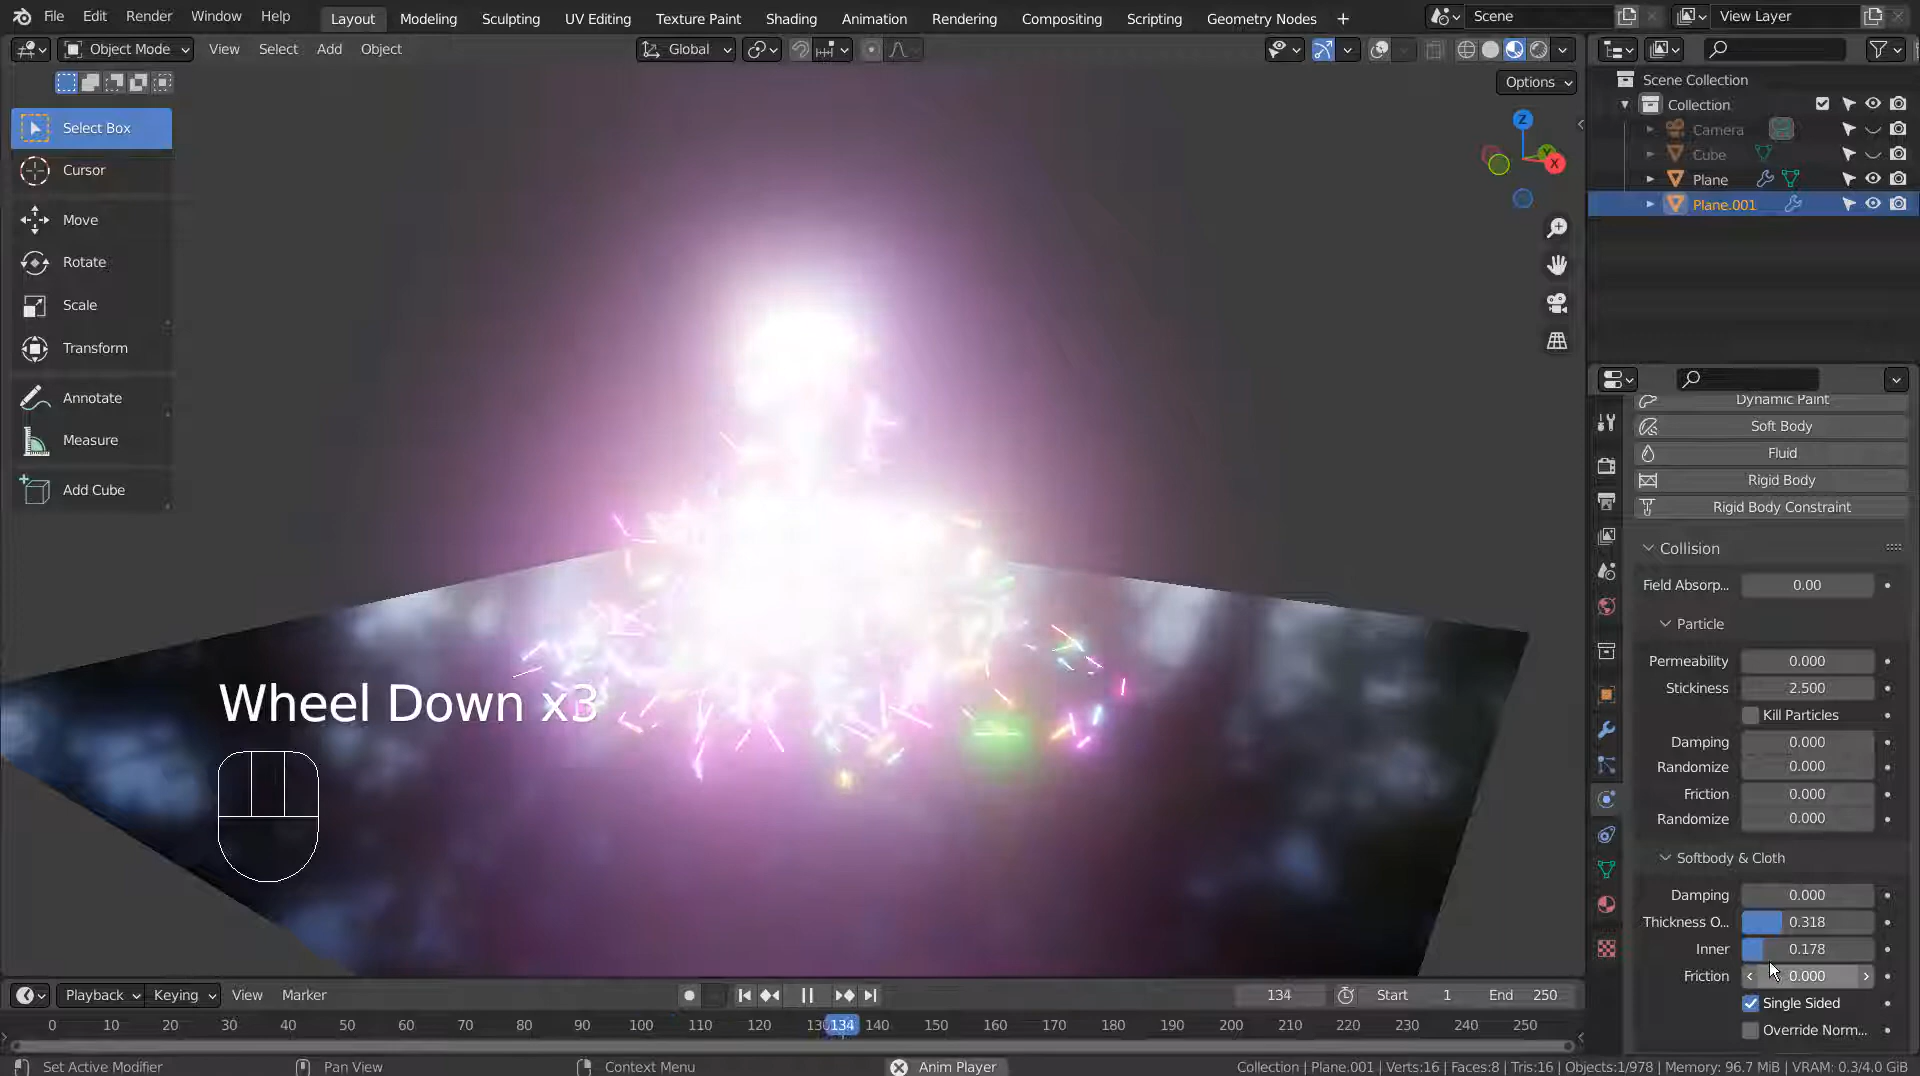 File Edit Render Window Help Layout Modeling Sculpting UV Editing Texture Paint Shading Animation Rendering Compositing Scripting Geometry Nodes + Scene View Layer
Object Mode View Select Add Object Global
Options
Select Box
Cursor
Move
Rotate
Scale
Transform
Annotate
Measure
Add Cube
Z
Y
X
Scene Collection
Collection
Camera
Cube
Plane
Plane.001
Dynamic Paint
Soft Body
Fluid
Rigid Body
Rigid Body Constraint
Collision
Field Absorp... 0.00
Particle
Permeability 0.000
Stickiness 2.500
Kill Particles
Damping 0.000
Randomize 0.000
Friction 0.000
Randomize 0.000
Softbody & Cloth
Damping 0.000
Thickness O... 0.318
Inner 0.178
Friction 0.000
Single Sided
Override Norm...
Wheel Down x3
Playback Keying View Marker 134 Start 1 End 250
0 10 20 30 40 50 60 70 80 90 100 110 120 130 134 140 150 160 170 180 190 200 210 220 230 240 250
Set Active Modifier Pan View Context Menu Anim Player Collection | Plane.001 | Verts:16 | Faces:8 | Tris:16 | Objects:1/978 | Memory: 96.7 MiB | VRAM: 0.3/4.0 GiB